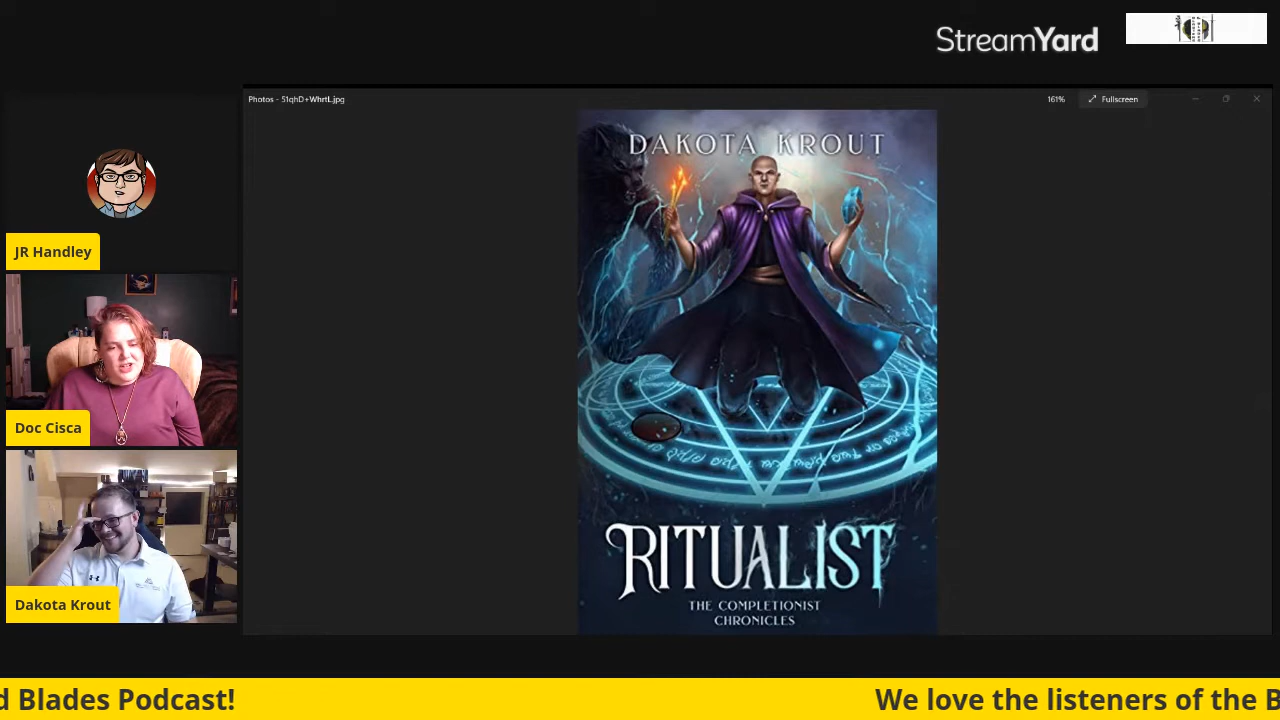 StreamYard
Photos - 51qhD+WhrtL.jpg
161%
Fullscreen
DAKOTA KROUT
RITUALIST
THE COMPLETIONIST
CHRONICLES
JR Handley
Doc Cisca
Dakota Krout
d Blades Podcast!
We love the listeners of the B